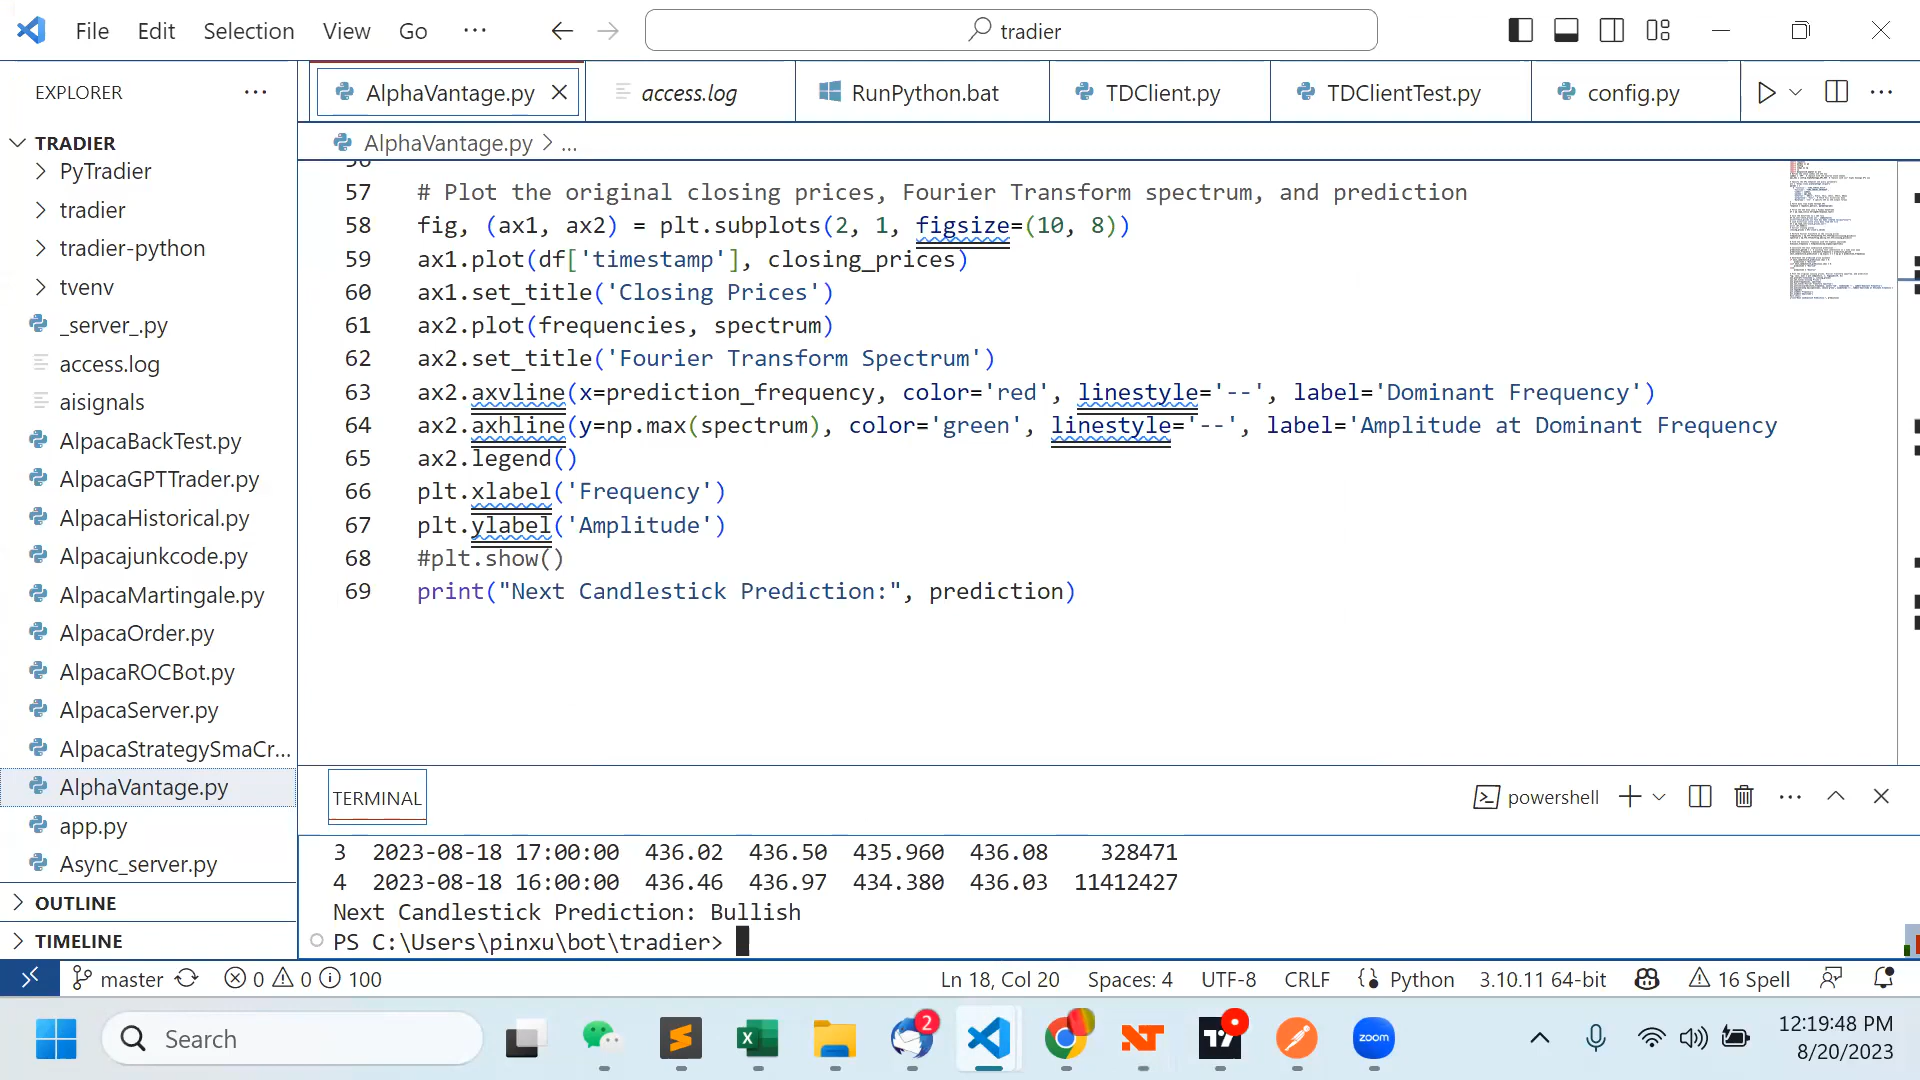 File Edit Selection View Go ··· tradier
EXPLORER ···
AlphaVantage.py access.log RunPython.bat TDClient.py TDClientTest.py config.py
AlphaVantage.py > ...
TRADIER
PyTradier
tradier
tradier-python
tvenv
_server_.py
access.log
aisignals
AlpacaBackTest.py
AlpacaGPTTrader.py
AlpacaHistorical.py
Alpacajunkcode.py
AlpacaMartingale.py
AlpacaOrder.py
AlpacaROCBot.py
AlpacaServer.py
AlpacaStrategySmaCr...
AlphaVantage.py
app.py
Async_server.py
OUTLINE
TIMELINE
57 # Plot the original closing prices, Fourier Transform spectrum, and prediction
58 fig, (ax1, ax2) = plt.subplots(2, 1, figsize=(10, 8))
59 ax1.plot(df['timestamp'], closing_prices)
60 ax1.set_title('Closing Prices')
61 ax2.plot(frequencies, spectrum)
62 ax2.set_title('Fourier Transform Spectrum')
63 ax2.axvline(x=prediction_frequency, color='red', linestyle='--', label='Dominant Frequency')
64 ax2.axhline(y=np.max(spectrum), color='green', linestyle='--', label='Amplitude at Dominant Frequency
65 ax2.legend()
66 plt.xlabel('Frequency')
67 plt.ylabel('Amplitude')
68 #plt.show()
69 print("Next Candlestick Prediction:", prediction)
TERMINAL powershell
3 2023-08-18 17:00:00 436.02 436.50 435.960 436.08 328471
4 2023-08-18 16:00:00 436.46 436.97 434.380 436.03 11412427
Next Candlestick Prediction: Bullish
PS C:\Users\pinxu\bot\tradier>
master 0 0 100 Ln 18, Col 20 Spaces: 4 UTF-8 CRLF Python 3.10.11 64-bit 16 Spell
Search 2 zoom
12:19:48 PM
8/20/2023